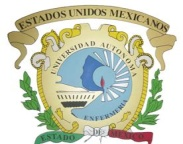 ESTADOS UNIDOS MEXICANOS
UNIVERSIDAD AUTONOMA
ENFERMERIA
ESTADO